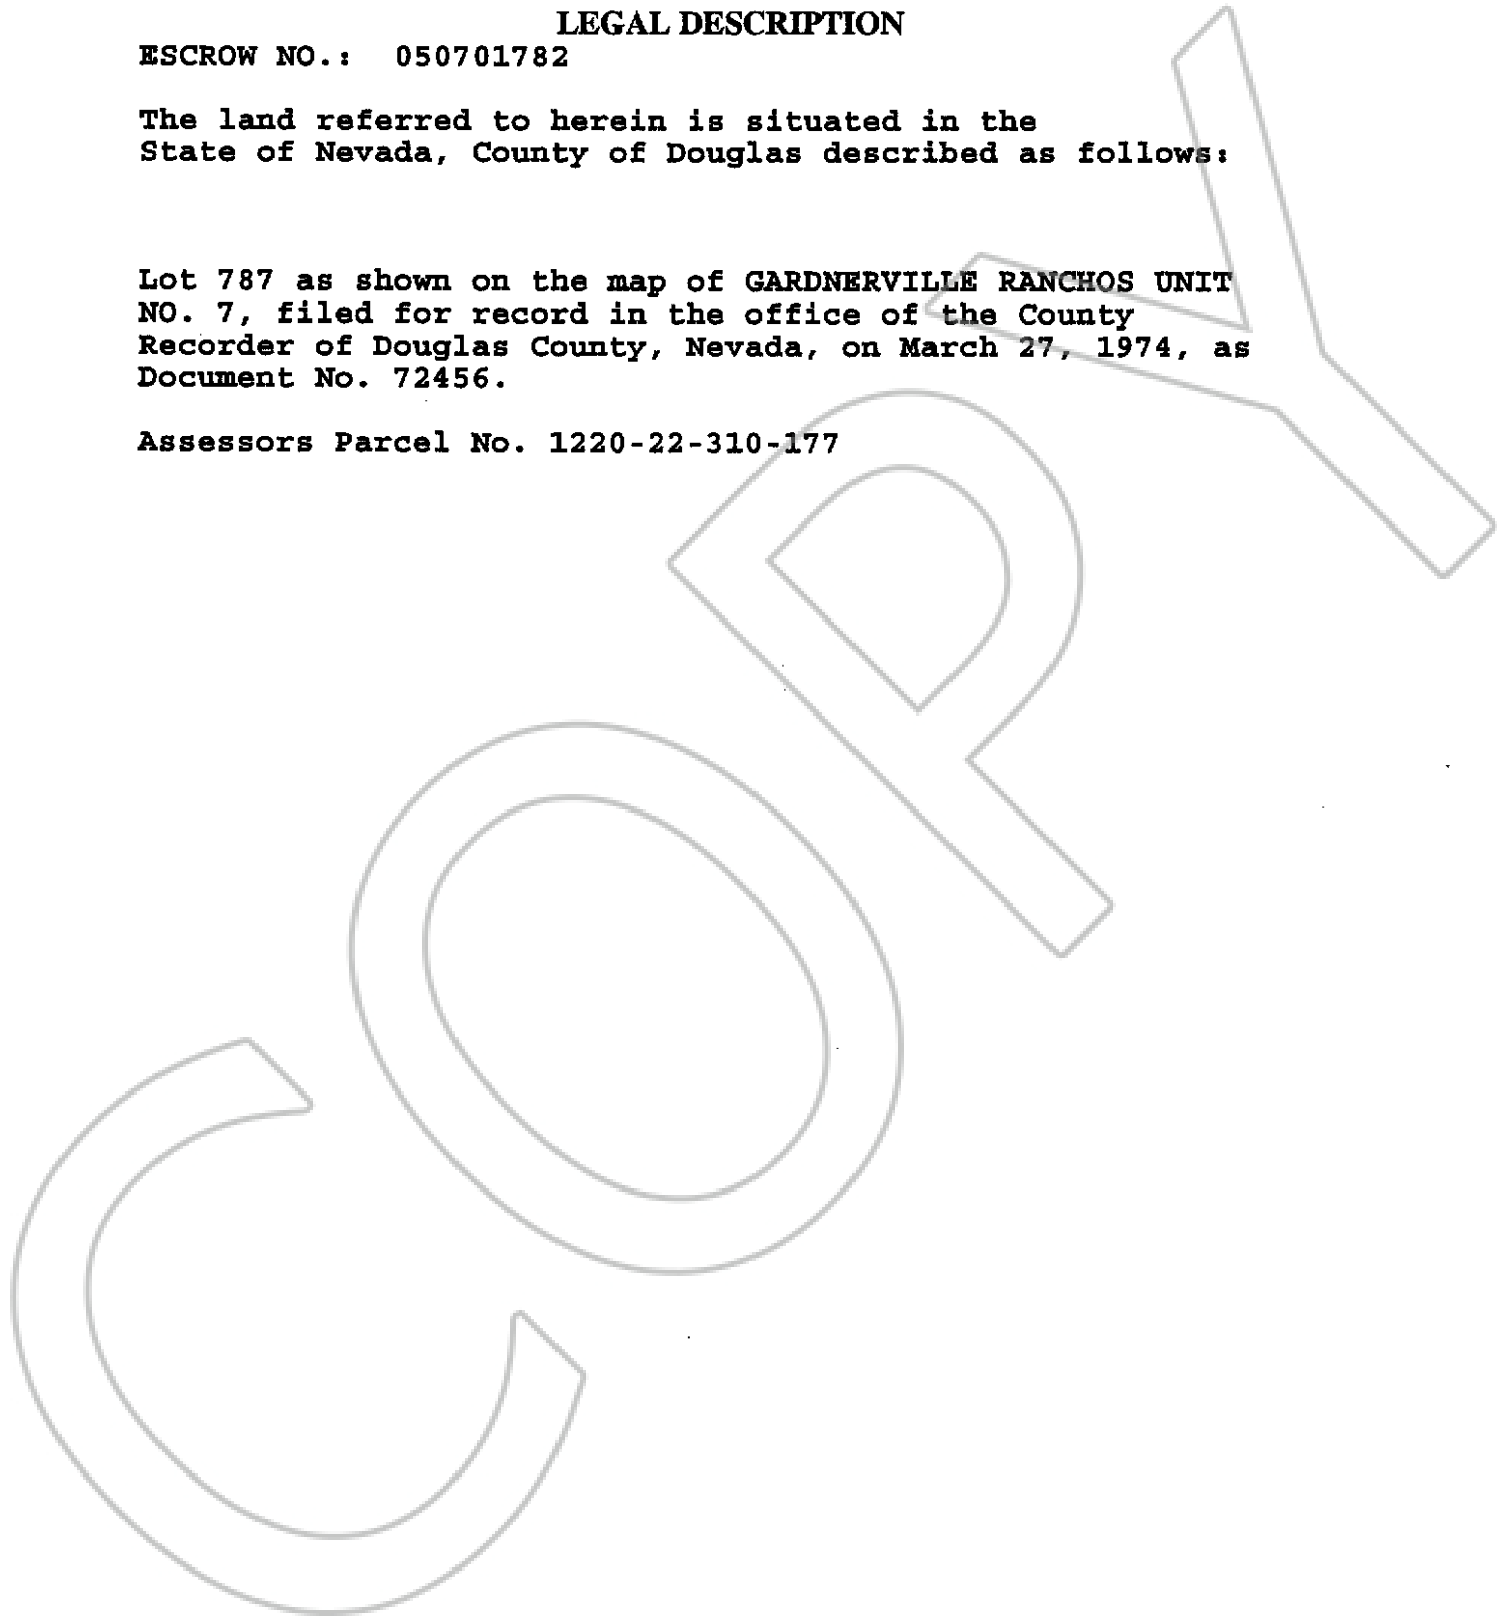 LEGAL DESCRIPTION
ESCROW NO.: 050701782
The land referred to herein is situated in the
State of Nevada, County of Douglas described as follows:
Lot 787 as shown on the map of GARDNERVILLE RANCHOS UNIT
NO. 7, filed for record in the office of the County
Recorder of Douglas County, Nevada, on March 27, 1974, as
Document No. 72456.
Assessors Parcel No. 1220-22-310-177
COPY